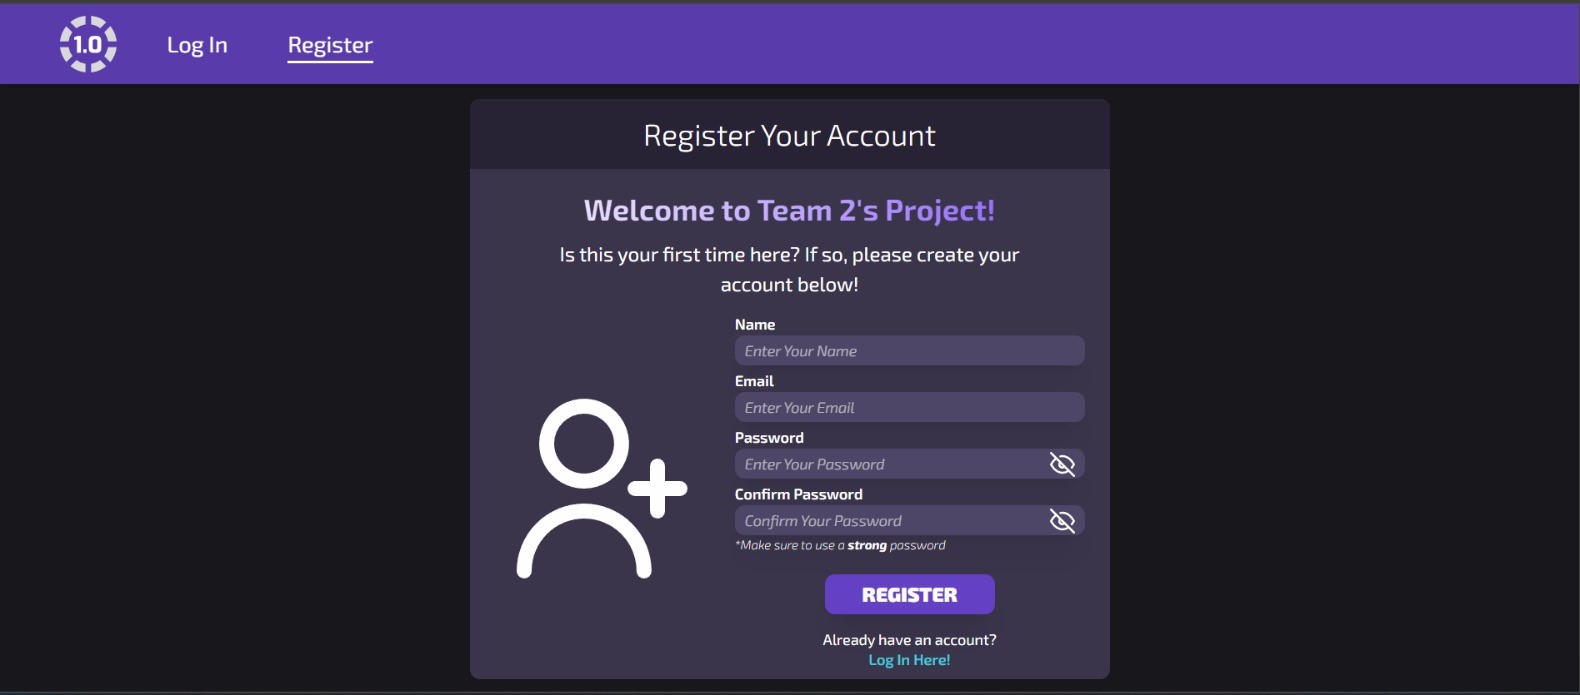 1.0
Log In
Register
Register Your Account
Welcome to Team 2's Project!
Is this your first time here? If so, please create your
account below!
Name
Enter Your Name
Email
Enter Your Email
Password
Enter Your Password
Confirm Password
Confirm Your Password
*Make sure to use a strong password
REGISTER
Already have an account?
Log In Here!